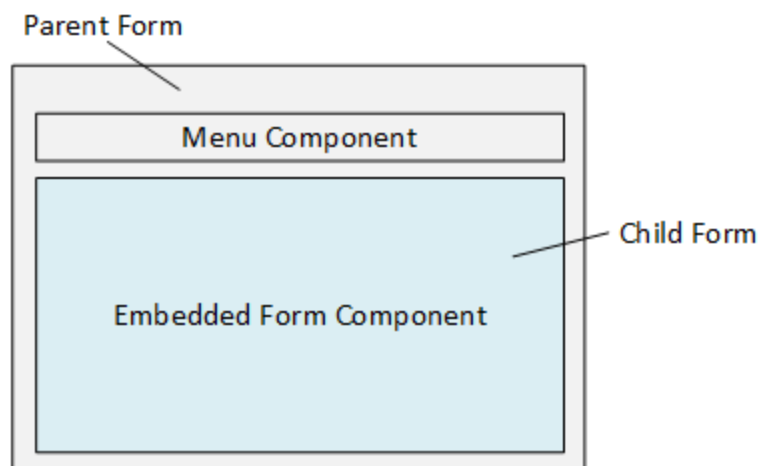 Parent Form
Menu Component
Child Form
Embedded Form Component